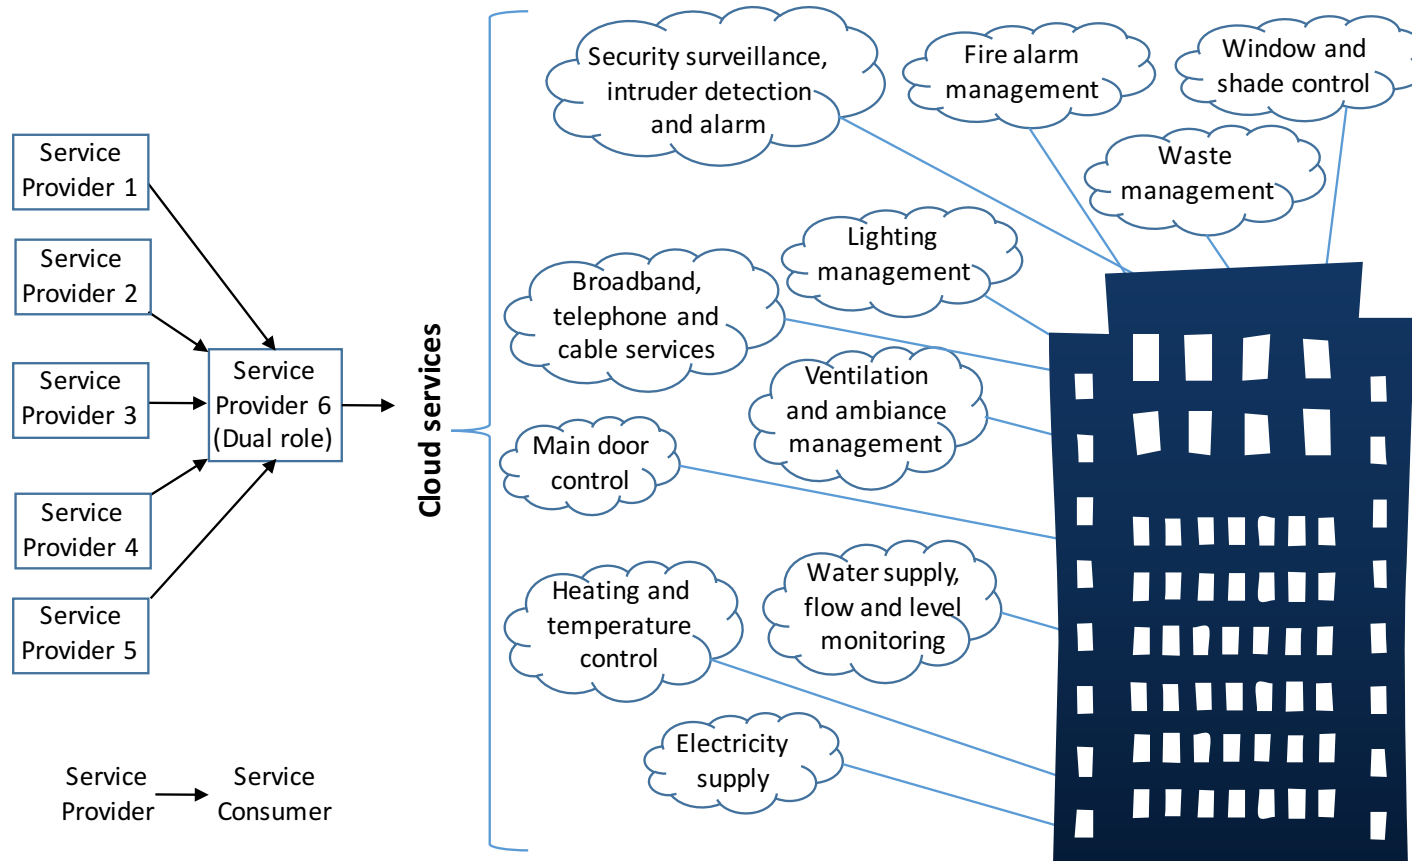 Service
Provider 1
Service
Provider 2
Service
Provider 3
Service
Provider 4
Service
Provider 5
Service
Provider 6
(Dual role)
Service
Provider
Service
Consumer
Cloud services
Security surveillance,
intruder detection
and alarm
Fire alarm
management
Window and
shade control
Waste
management
Lighting
management
Broadband,
telephone and
cable services
Ventilation
and ambiance
management
Main door
control
Heating and
temperature
control
Water supply,
flow and level
monitoring
Electricity
supply